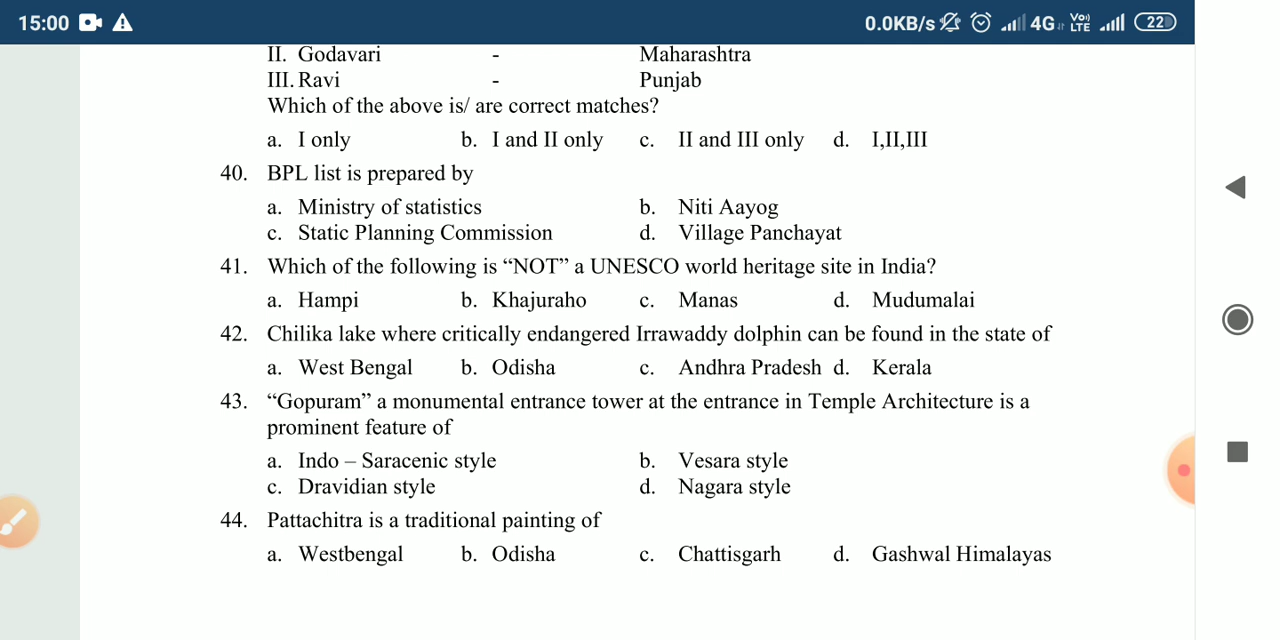 15:00 0.0KB/s 4G Vo) LTE 22
II. Godavari - Maharashtra
III. Ravi - Punjab
Which of the above is/ are correct matches?
a. I only b. I and II only c. II and III only d. I,II,III
40. BPL list is prepared by
a. Ministry of statistics b. Niti Aayog
c. Static Planning Commission d. Village Panchayat
41. Which of the following is “NOT” a UNESCO world heritage site in India?
a. Hampi b. Khajuraho c. Manas d. Mudumalai
42. Chilika lake where critically endangered Irrawaddy dolphin can be found in the state of
a. West Bengal b. Odisha c. Andhra Pradesh d. Kerala
43. “Gopuram” a monumental entrance tower at the entrance in Temple Architecture is a
prominent feature of
a. Indo – Saracenic style b. Vesara style
c. Dravidian style d. Nagara style
44. Pattachitra is a traditional painting of
a. Westbengal b. Odisha c. Chattisgarh d. Gashwal Himalayas